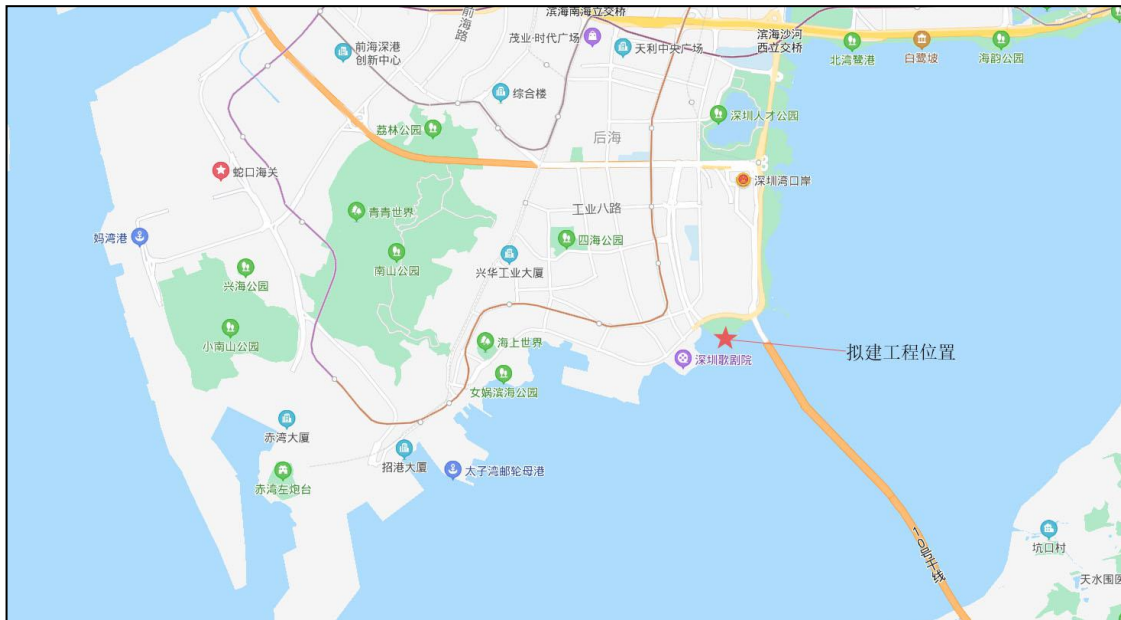 滨海南海立交桥
前海路
茂业·时代广场
天利中央广场
滨海沙河
西立交桥
北湾鹭港
白鹭坡
海韵公园
前海深港
创新中心
综合楼
荔林公园
深圳人才公园
后海
蛇口海关
深圳湾口岸
青青世界
工业八路
妈湾港
四海公园
南山公园
兴华工业大厦
兴海公园
小南山公园
海上世界
深圳歌剧院
拟建工程位置
女娲滨海公园
赤湾大厦
招港大厦
太子湾邮轮母港
赤湾左炮台
10号干线
坑口村
天水围医